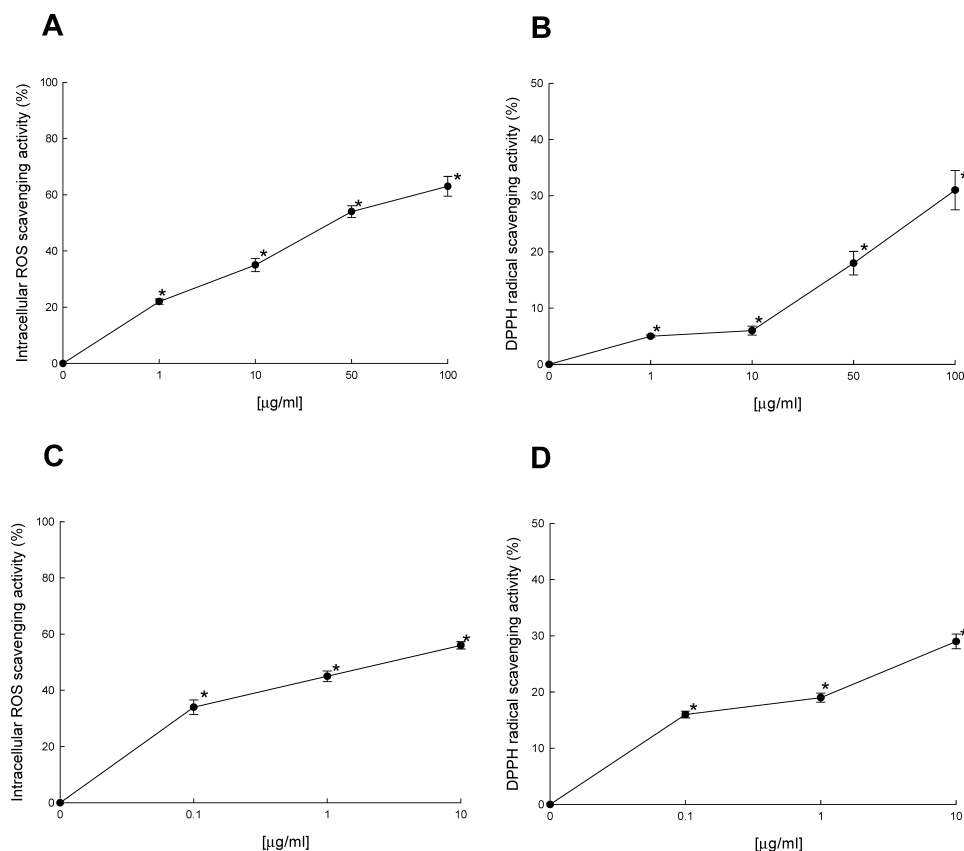 A
Intracellular ROS scavenging activity (%)
100
80
60
40
20
0
* * * *
0 1 10 50 100
[μg/ml]
B
DPPH radical scavenging activity (%)
50
40
30
20
10
0
* * * *
0 1 10 50 100
[μg/ml]
C
Intracellular ROS scavenging activity (%)
100
80
60
40
20
0
* * *
0 0.1 1 10
[μg/ml]
D
DPPH radical scavenging activity (%)
50
40
30
20
10
0
* * *
0 0.1 1 10
[μg/ml]